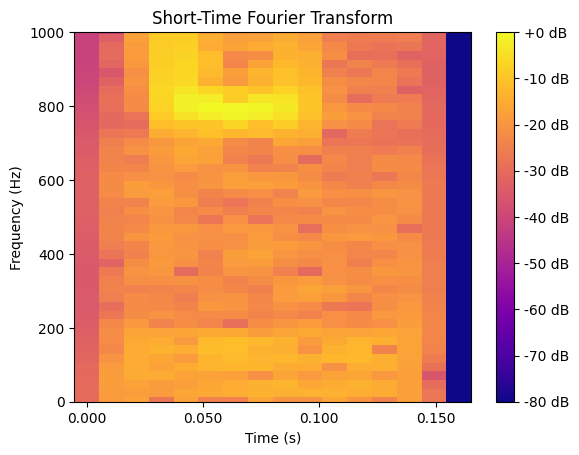 Short-Time Fourier Transform
Frequency (Hz)
1000
800
600
400
200
0
0.000
0.050
0.100
0.150
Time (s)
+0 dB
-10 dB
-20 dB
-30 dB
-40 dB
-50 dB
-60 dB
-70 dB
-80 dB